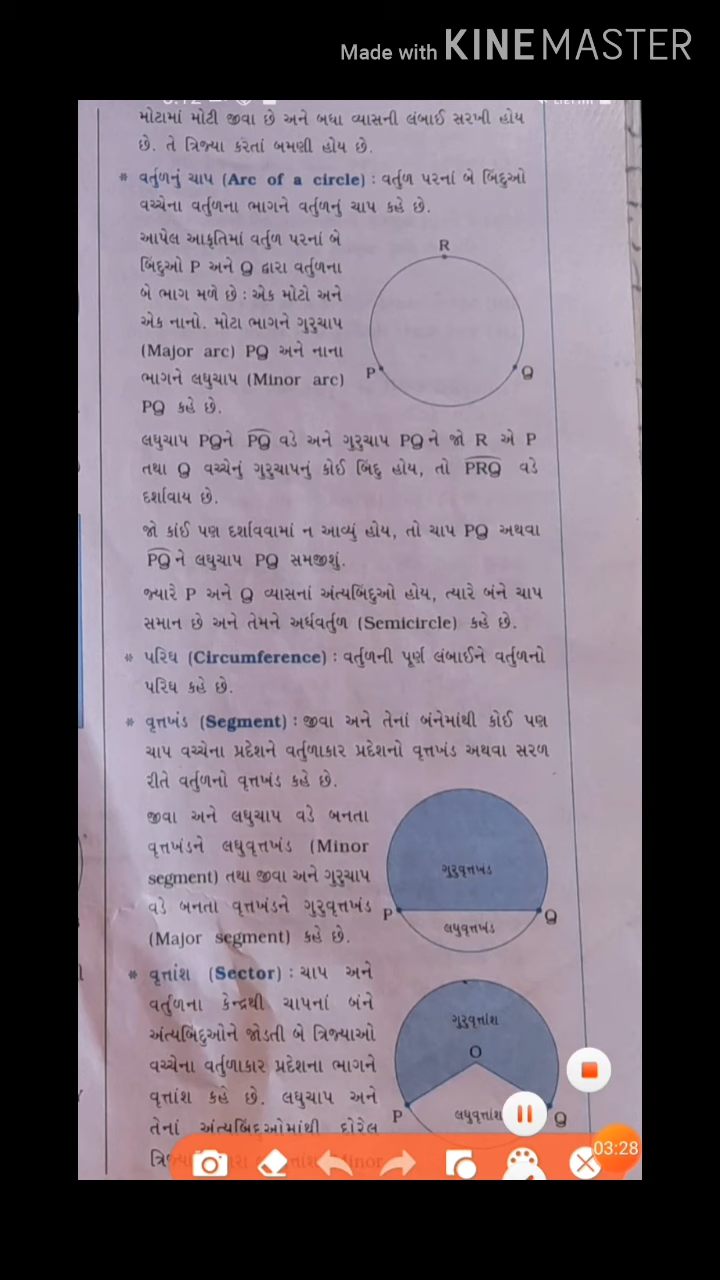 Made with KINEMASTER
મોટામાં મોટી જીવા છે અને બધા વ્યાસની લંબાઈ સરખી હોય
છે. તે ત્રિજ્યા કરતાં બમણી હોય છે.
* વર્તુળનું ચાપ (Arc of a circle) : વર્તુળ પરનાં બે બિંદુઓ
વચ્ચેના વર્તુળના ભાગને વર્તુળનું ચાપ કહે છે.
આપેલ આકૃતિમાં વર્તુળ પરનાં બે
બિંદુઓ P અને Q દ્વારા વર્તુળના
બે ભાગ મળે છે : એક મોટો અને
એક નાનો. મોટા ભાગને ગુરુચાપ
(Major arc) PQ અને નાના
ભાગને લઘુચાપ (Minor arc)
PQ કહે છે.
R
P
Q
લઘુચાપ PQને P͡Q વડે અને ગુરુચાપ PQને જો R એ P
તથા Q વચ્ચેનું ગુરુચાપનું કોઈ બિંદુ હોય, તો P͡RQ વડે
દર્શાવાય છે.
જો કાંઈ પણ દર્શાવવામાં ન આવ્યું હોય, તો ચાપ PQ અથવા
P͡Qને લઘુચાપ PQ સમજીશું.
જ્યારે P અને Q વ્યાસનાં અંત્યબિંદુઓ હોય, ત્યારે બંને ચાપ
સમાન છે અને તેમને અર્ધવર્તુળ (Semicircle) કહે છે.
* પરિઘ (Circumference) : વર્તુળની પૂર્ણ લંબાઈને વર્તુળનો
પરિઘ કહે છે.
* વૃત્તખંડ (Segment) : જીવા અને તેનાં બંનેમાંથી કોઈ પણ
ચાપ વચ્ચેના પ્રદેશને વર્તુળાકાર પ્રદેશનો વૃત્તખંડ અથવા સરળ
રીતે વર્તુળનો વૃત્તખંડ કહે છે.
જીવા અને લઘુચાપ વડે બનતા
વૃત્તખંડને લઘુવૃત્તખંડ (Minor
segment) તથા જીવા અને ગુરુચાપ
વડે બનતા વૃત્તખંડને ગુરુવૃત્તખંડ
(Major segment) કહે છે.
ગુરુવૃત્તખંડ
P
Q
લઘુવૃત્તખંડ
* વૃત્તાંશ (Sector) : ચાપ અને
વર્તુળના કેન્દ્રથી ચાપનાં બંને
અંત્યબિંદુઓને જોડતી બે ત્રિજ્યાઓ
વચ્ચેના વર્તુળાકાર પ્રદેશના ભાગને
વૃત્તાંશ કહે છે. લઘુચાપ અને
તેનાં અંત્યબિંદુઓમાંથી દોરેલ
ગુરુવૃત્તાંશ
O
P
લઘુવૃત્તાંશ
Q
03:28